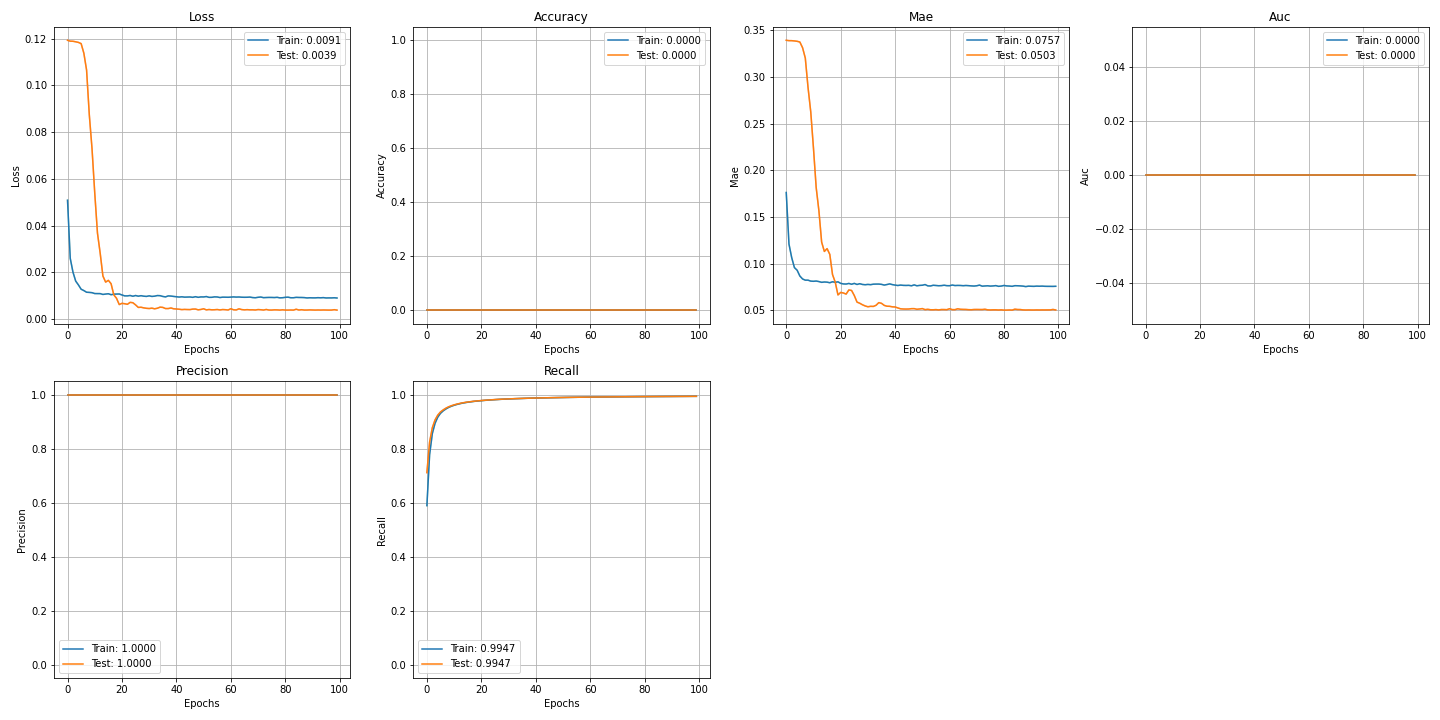 Loss
Train: 0.0091
Test: 0.0039
0.12
0.10
0.08
0.06
0.04
0.02
0.00
Loss
0 20 40 60 80 100
Epochs
Accuracy
Train: 0.0000
Test: 0.0000
1.0
0.8
0.6
0.4
0.2
0.0
Accuracy
0 20 40 60 80 100
Epochs
Mae
Train: 0.0757
Test: 0.0503
0.35
0.30
0.25
0.20
0.15
0.10
0.05
Mae
0 20 40 60 80 100
Epochs
Auc
Train: 0.0000
Test: 0.0000
0.04
0.02
0.00
−0.02
−0.04
Auc
0 20 40 60 80 100
Epochs
Precision
1.0
0.8
0.6
0.4
0.2
0.0
Precision
Train: 1.0000
Test: 1.0000
0 20 40 60 80 100
Epochs
Recall
1.0
0.8
0.6
0.4
0.2
0.0
Recall
Train: 0.9947
Test: 0.9947
0 20 40 60 80 100
Epochs